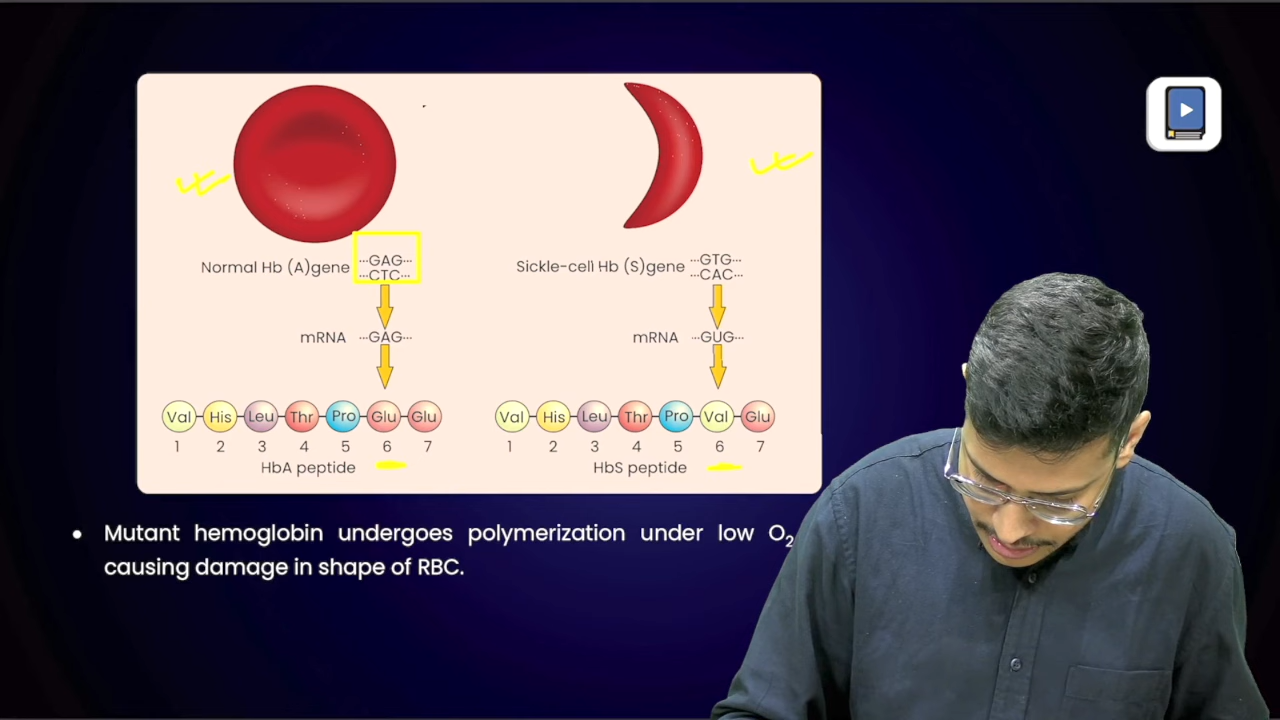 Normal Hb (A)gene ···GAG···
···CTC···
Sickle-cell Hb (S)gene ···GTG···
···CAC···
mRNA ···GAG···
mRNA ···GUG···
Val His Leu Thr Pro Glu Glu
1 2 3 4 5 6 7
HbA peptide
Val His Leu Thr Pro Val Glu
1 2 3 4 5 6 7
HbS peptide
• Mutant hemoglobin undergoes polymerization under low O₂
causing damage in shape of RBC.